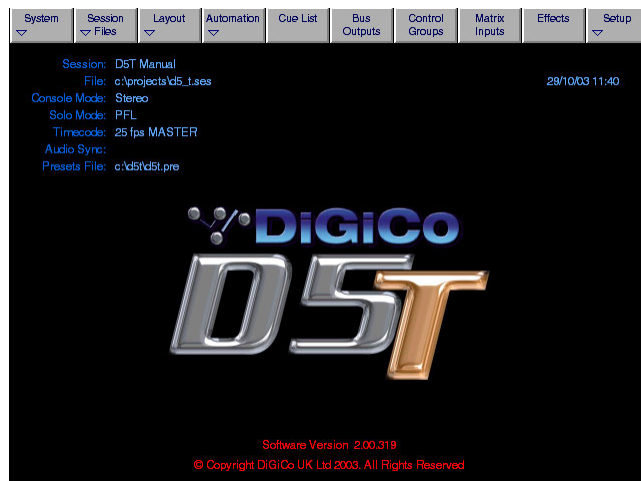 System Session Files Layout Automation Cue List Bus Outputs Control Groups Matrix Inputs Effects Setup
Session: D5T Manual
File: c:\projects\d5_t.ses 29/10/03 11:40
Console Mode: Stereo
Solo Mode: PFL
Timecode: 25 fps MASTER
Audio Sync:
Presets File: c:\d5t\d5t.pre
DiGiCo
D5T
Software Version 2.00.319
© Copyright DiGiCo UK Ltd 2003. All Rights Reserved